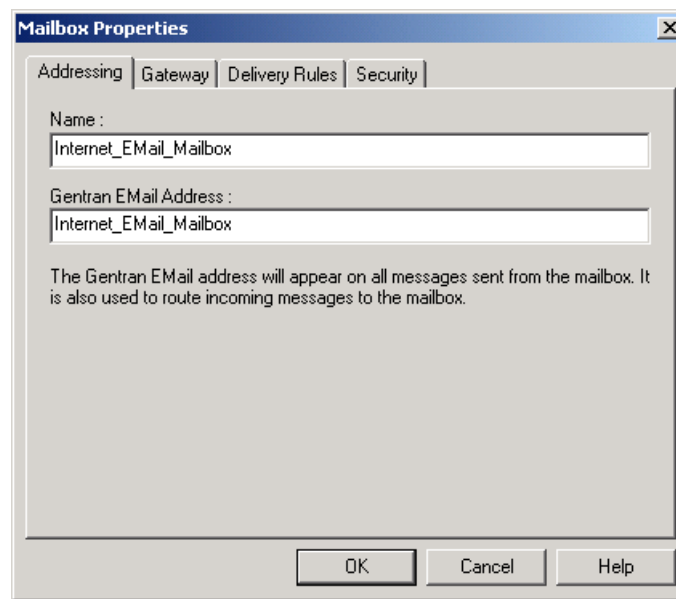 Mailbox Properties
Addressing Gateway Delivery Rules Security
Name :
Internet_EMail_Mailbox
Gentran EMail Address :
Internet_EMail_Mailbox
The Gentran EMail address will appear on all messages sent from the mailbox. It
is also used to route incoming messages to the mailbox.
OK Cancel Help